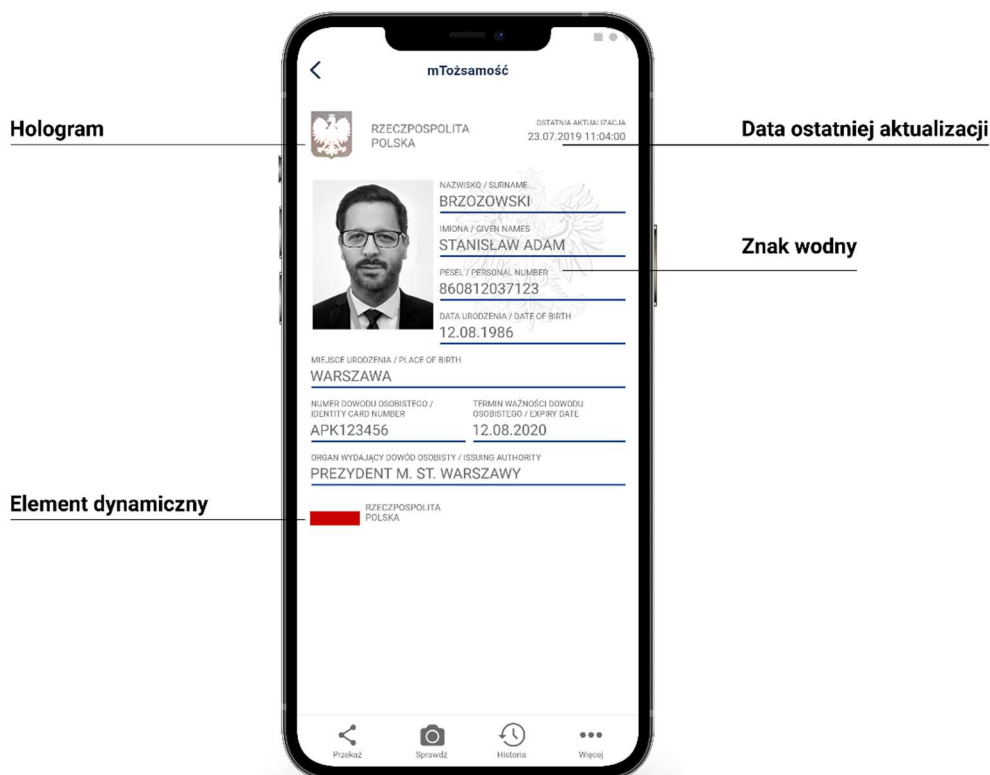 mTożsamość
Hologram
RZECZPOSPOLITA
POLSKA
OSTATNIA AKTUALIZACJA
23.07.2019 11:04:00
Data ostatniej aktualizacji
NAZWISKO / SURNAME
BRZOZOWSKI
IMIONA / GIVEN NAMES
STANISŁAW ADAM
Znak wodny
PESEL / PERSONAL NUMBER
860812037123
DATA URODZENIA / DATE OF BIRTH
12.08.1986
MIEJSCE URODZENIA / PLACE OF BIRTH
WARSZAWA
NUMER DOWODU OSOBISTEGO /
IDENTITY CARD NUMBER
APK123456
TERMIN WAŻNOŚCI DOWODU
OSOBISTEGO / EXPIRY DATE
12.08.2020
ORGAN WYDAJĄCY DOWÓD OSOBISTY / ISSUING AUTHORITY
PREZYDENT M. ST. WARSZAWY
Element dynamiczny
RZECZPOSPOLITA
POLSKA
Przekaż
Sprawdź
Historia
Więcej